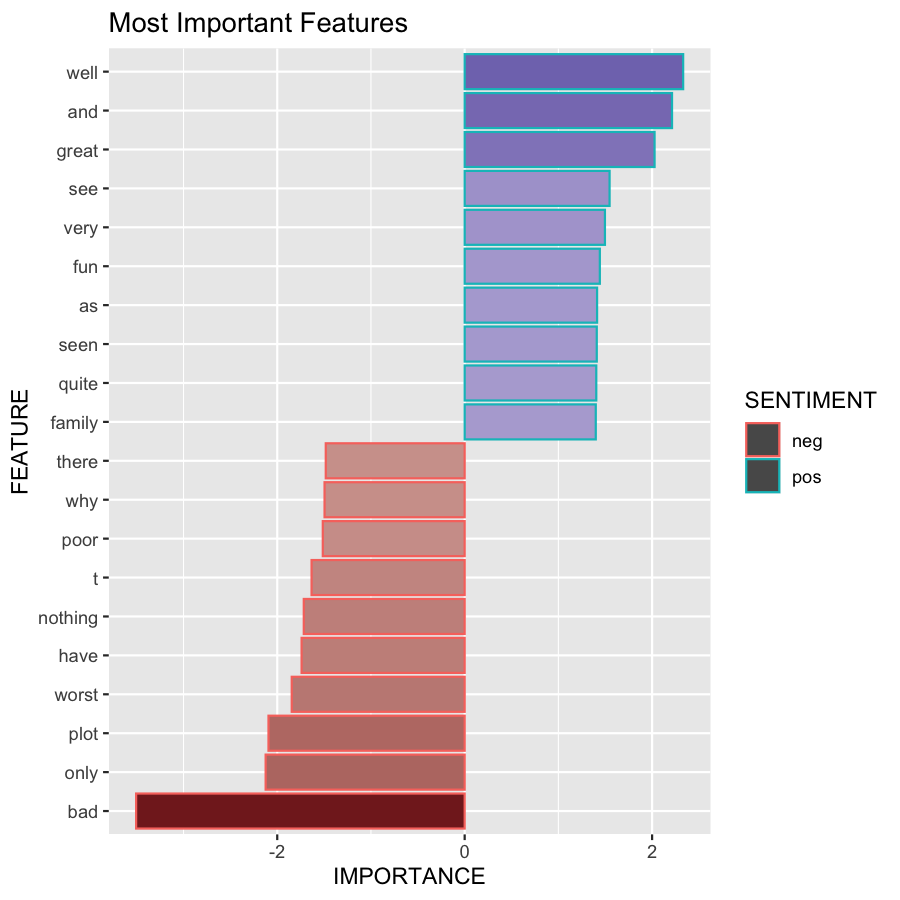 Most Important Features
well
and
great
see
very
fun
as
seen
quite
family
there
why
poor
t
nothing
have
worst
plot
only
bad
FEATURE
-2 0 2
IMPORTANCE
SENTIMENT
neg
pos